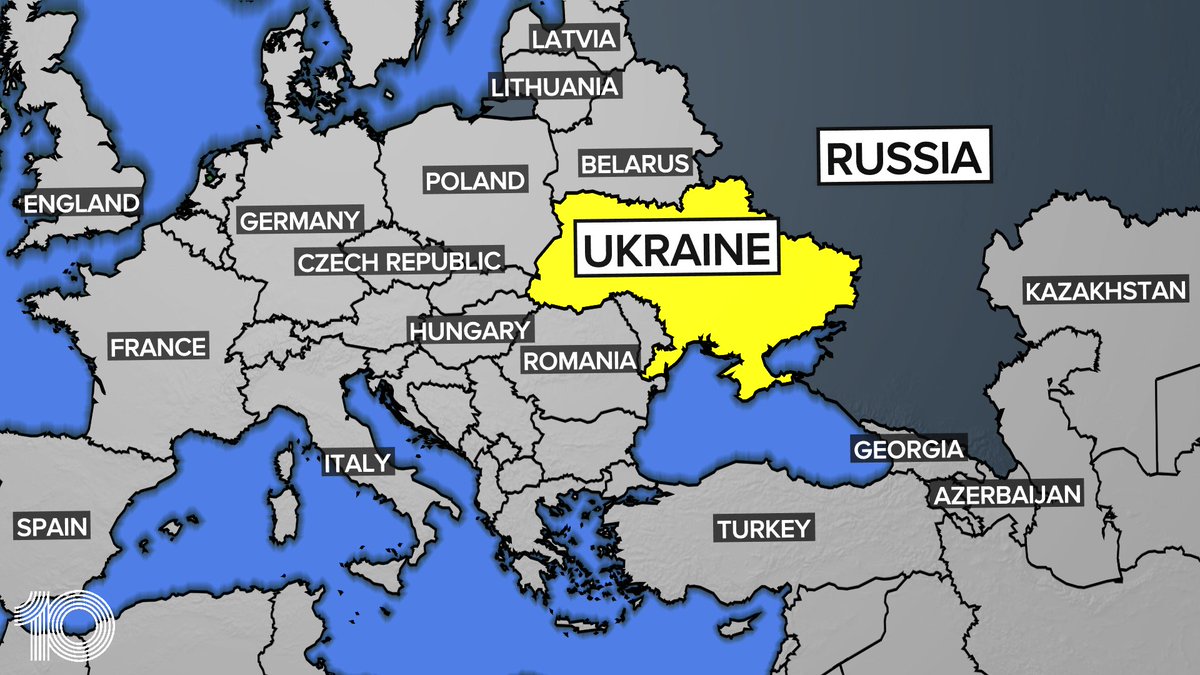 LATVIA
LITHUANIA
BELARUS
RUSSIA
POLAND
ENGLAND
GERMANY
UKRAINE
CZECH REPUBLIC
KAZAKHSTAN
HUNGARY
FRANCE
ROMANIA
GEORGIA
ITALY
AZERBAIJAN
SPAIN
TURKEY
10